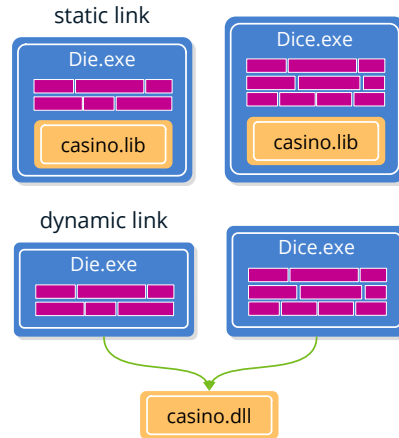 static link
Die.exe
Dice.exe
casino.lib
casino.lib
dynamic link
Die.exe
Dice.exe
casino.dll